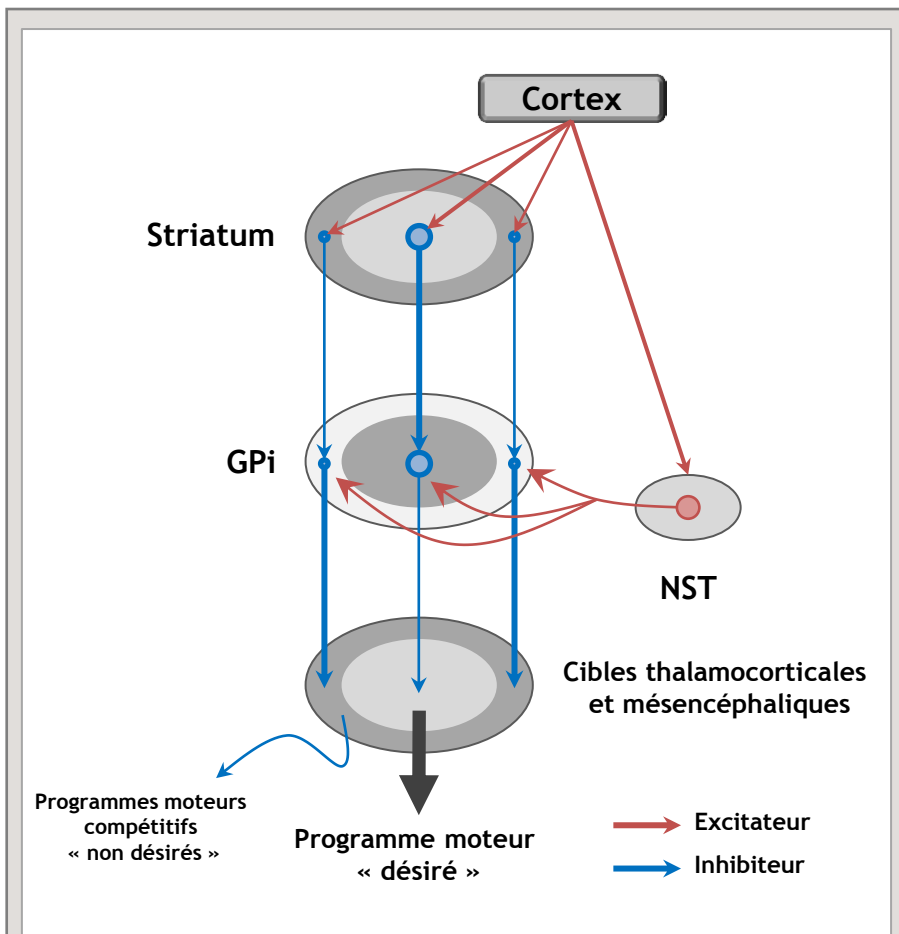 Cortex
Striatum
GPi
NST
Cibles thalamocorticales
et mésencéphaliques
Programmes moteurs
compétitifs
« non désirés »
Programme moteur
« désiré »
Excitateur
Inhibiteur